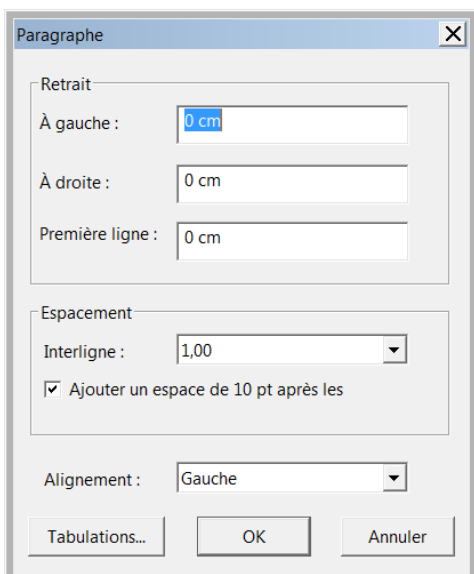 Paragraphe
Retrait
À gauche : 0 cm
À droite : 0 cm
Première ligne : 0 cm
Espacement
Interligne : 1,00
Ajouter un espace de 10 pt après les
Alignement : Gauche
Tabulations... OK Annuler